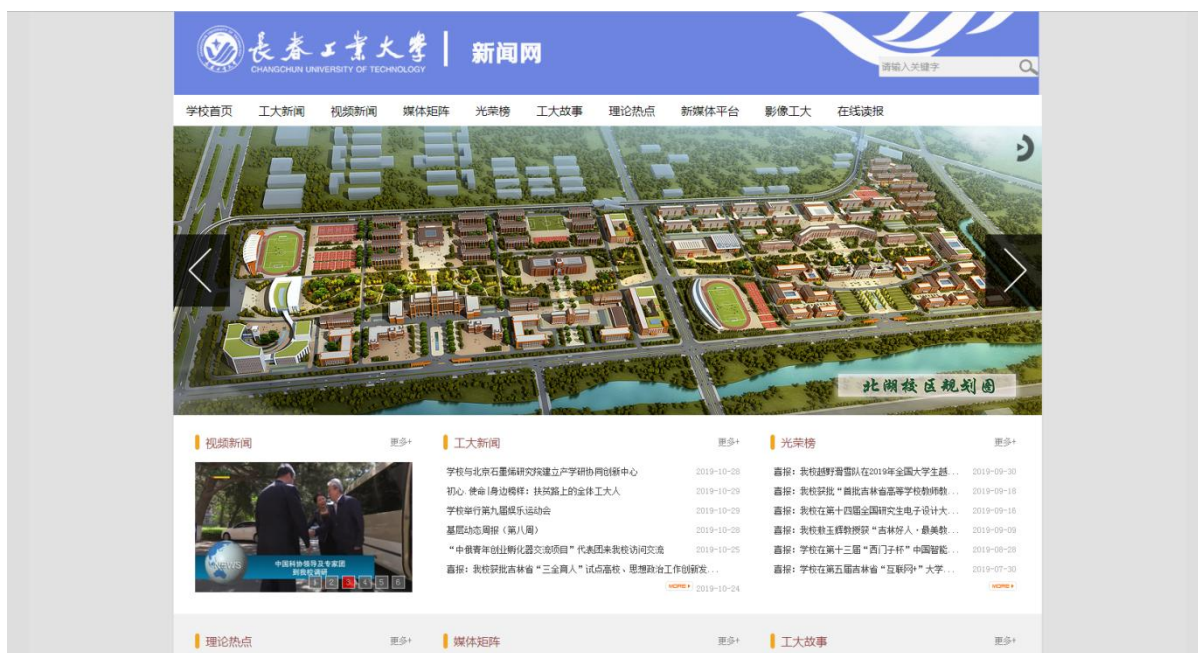 長春工業大學
CHANGCHUN UNIVERSITY OF TECHNOLOGY
新闻网
请输入关键字
学校首页 工大新闻 视频新闻 媒体矩阵 光荣榜 工大故事 理论热点 新媒体平台 影像工大 在线读报
北湖校区规划图
视频新闻 更多+
NEWS
中国科协领导及专家团
到我校调研
1 2 3 4 5 6
工大新闻 更多+
学校与北京石墨烯研究院建立产学研协同创新中心 2019-10-28
初心.使命|身边榜样：扶贫路上的金体工大人 2019-10-29
学校举行第九届娱乐运动会 2019-10-29
基层动态周报（第八周） 2019-10-28
“中俄青年创业孵化器交流项目”代表团来我校访问交流 2019-10-25
喜报：我校获批吉林省“三全育人”试点高校、思想政治工作创新发...
MORE 2019-10-24
光荣榜 更多+
喜报：我校越野滑雪队在2019年全国大学生越... 2019-09-30
喜报：我校获批“首批吉林省高等学校教师教... 2019-09-18
喜报：我校在第十四届全国研究生电子设计大... 2019-09-16
喜报：我校敖玉辉教授获“吉林好人·最美教... 2019-09-09
喜报：学校在第十三届“西门子杯”中国智能... 2019-08-28
喜报：学校在第五届吉林省“互联网+”大学... 2019-07-30
MORE
理论热点 更多+
媒体矩阵 更多+
工大故事 更多+